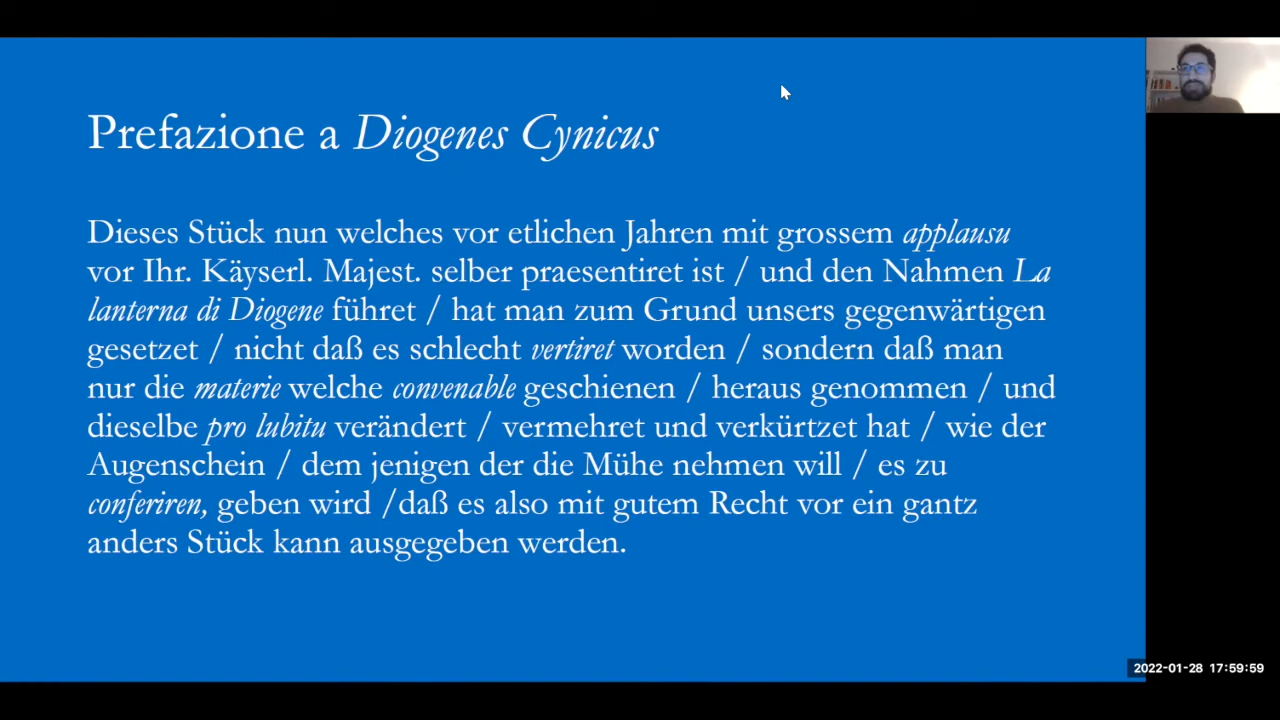 Prefazione a Diogenes Cynicus
Dieses Stück nun welches vor etlichen Jahren mit grossem applausu
vor Ihr. Käyserl. Majest. selber praesentiret ist / und den Nahmen La
lanterna di Diogene führet / hat man zum Grund unsers gegenwärtigen
gesetzet / nicht daß es schlecht vertiret worden / sondern daß man
nur die materie welche convenable geschienen / heraus genommen / und
dieselbe pro lubitu verändert / vermehret und verkürtzet hat / wie der
Augenschein / dem jenigen der die Mühe nehmen will / es zu
conferiren, geben wird /daß es also mit gutem Recht vor ein gantz
anders Stück kann ausgegeben werden.
2022-01-28 17:59:59